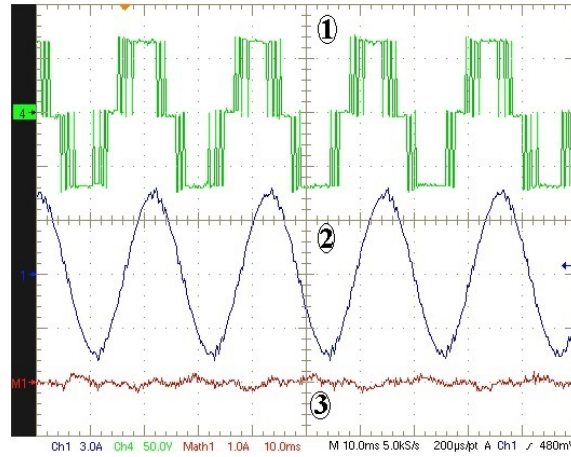 ①
4
②
1
M1
③
Ch1 3.0A Ch4 50.0V Math1 1.0A 10.0ms M 10.0ms 5.0kS/s 200µs/pt A Ch1 / 480mV